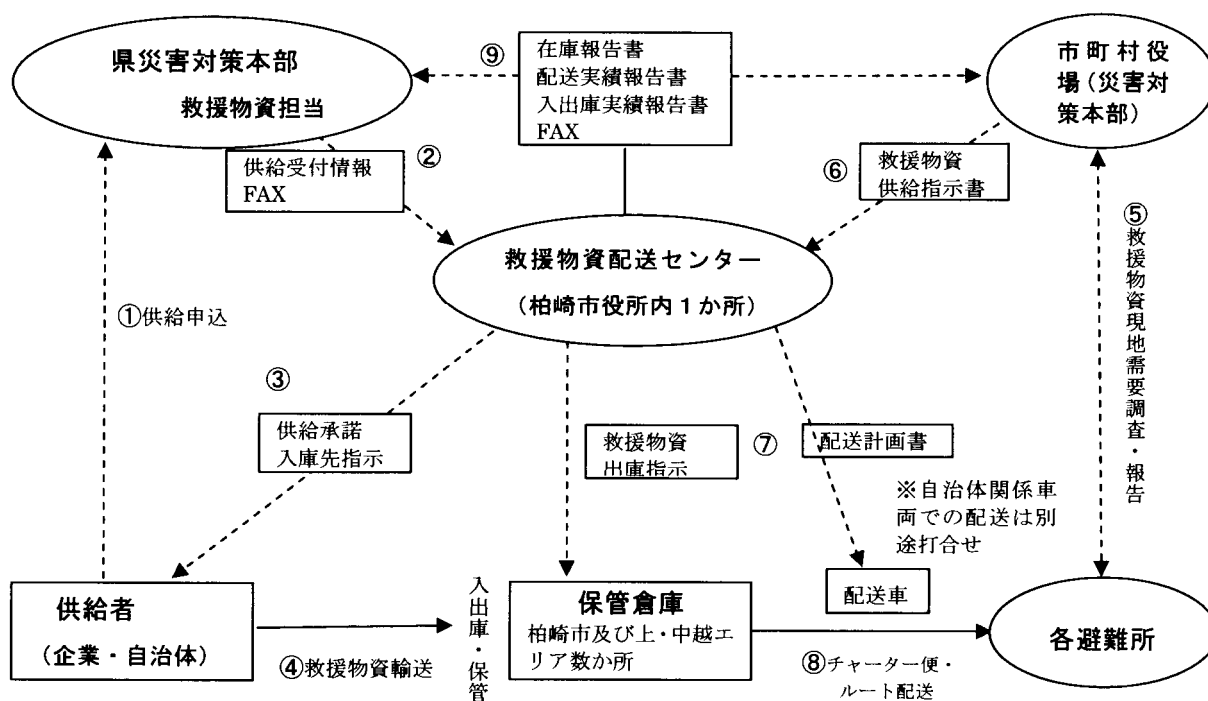 県災害対策本部
救援物資担当
⑨
在庫報告書
配送実績報告書
入出庫実績報告書
FAX
市町村役
場(災害対
策本部)
②
供給受付情報
FAX
⑥
救援物資
供給指示書
救援物資配送センター
(柏崎市役所内1か所)
①供給申込
⑤救援物資現地需要調査・報告
③
供給承諾
入庫先指示
救援物資
出庫指示
⑦
配送計画書
※自治体関係車
両での配送は別
途打合せ
配送車
供給者
(企業・自治体)
④救援物資輸送
入出庫・保管
保管倉庫
柏崎市及び上・中越エ
リア数か所
⑧チャーター便・
ルート配送
各避難所